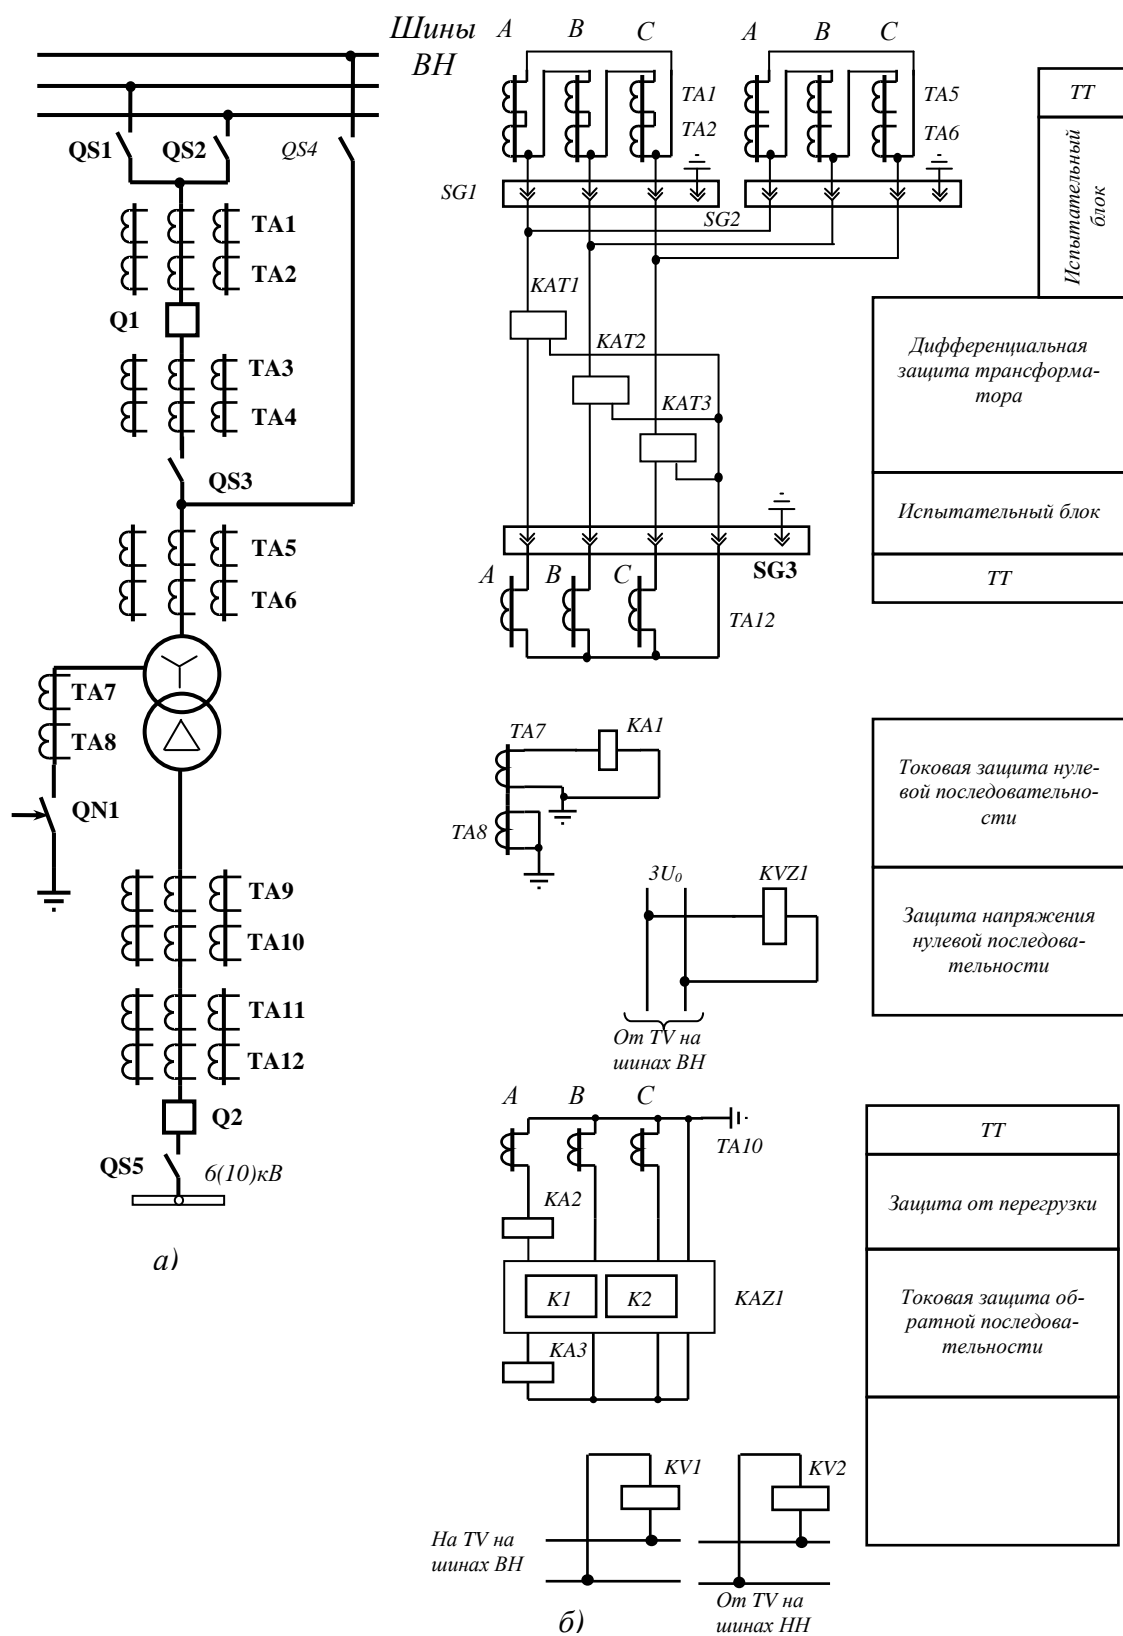 Шины
ВН
QS1
QS2
QS4
TA1
TA2
Q1
TA3
TA4
QS3
TA5
TA6
TA7
TA8
QN1
TA9
TA10
TA11
TA12
Q2
QS5
6(10)кВ
а)
A
B
C
A
B
C
TA1
TA2
TA5
TA6
SG1
SG2
KAT1
KAT2
KAT3
SG3
A
B
C
TA12
TA7
KA1
TA8
3U₀
KVZ1
От TV на
шинах ВН
A
B
C
TA10
KA2
K1
K2
KAZ1
KA3
KV1
KV2
На TV на
шинах ВН
От TV на
шинах НН
б)
ТТ
Испытательный
блок
Дифференциальная
защита трансформа-
тора
Испытательный блок
ТТ
Токовая защита нуле-
вой последовательно-
сти
Защита напряжения
нулевой последова-
тельности
ТТ
Защита от перегрузки
Токовая защита об-
ратной последова-
тельности